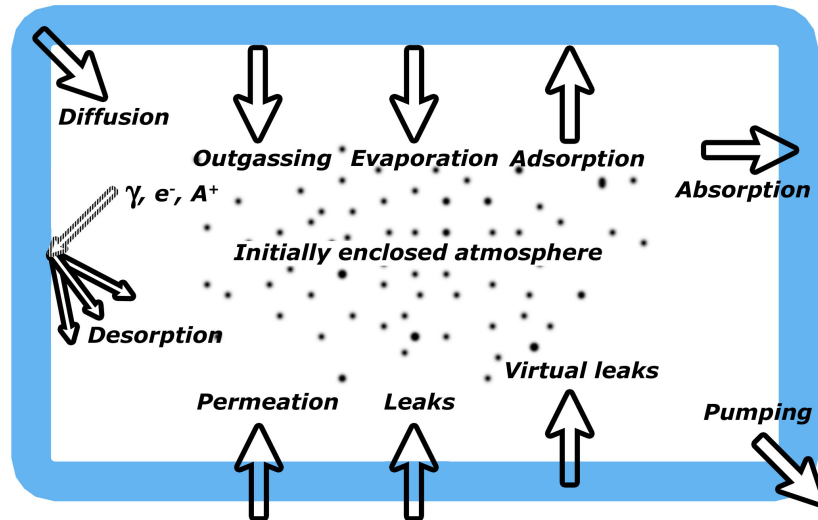 Diffusion
Outgassing
Evaporation
Adsorption
Absorption
γ, e⁻, A⁺
Initially enclosed atmosphere
Desorption
Virtual leaks
Permeation
Leaks
Pumping